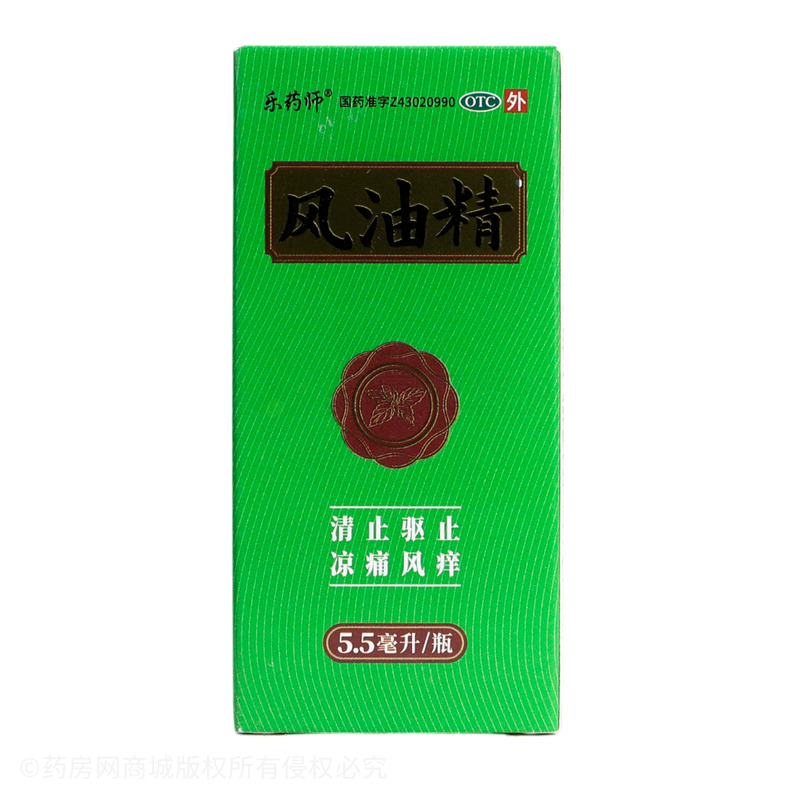 乐药师® 国药准字Z43020990 OTC 外
风油精
清止驱止
凉痛风痒
5.5毫升/瓶
©药房网商城版权所有侵权必究